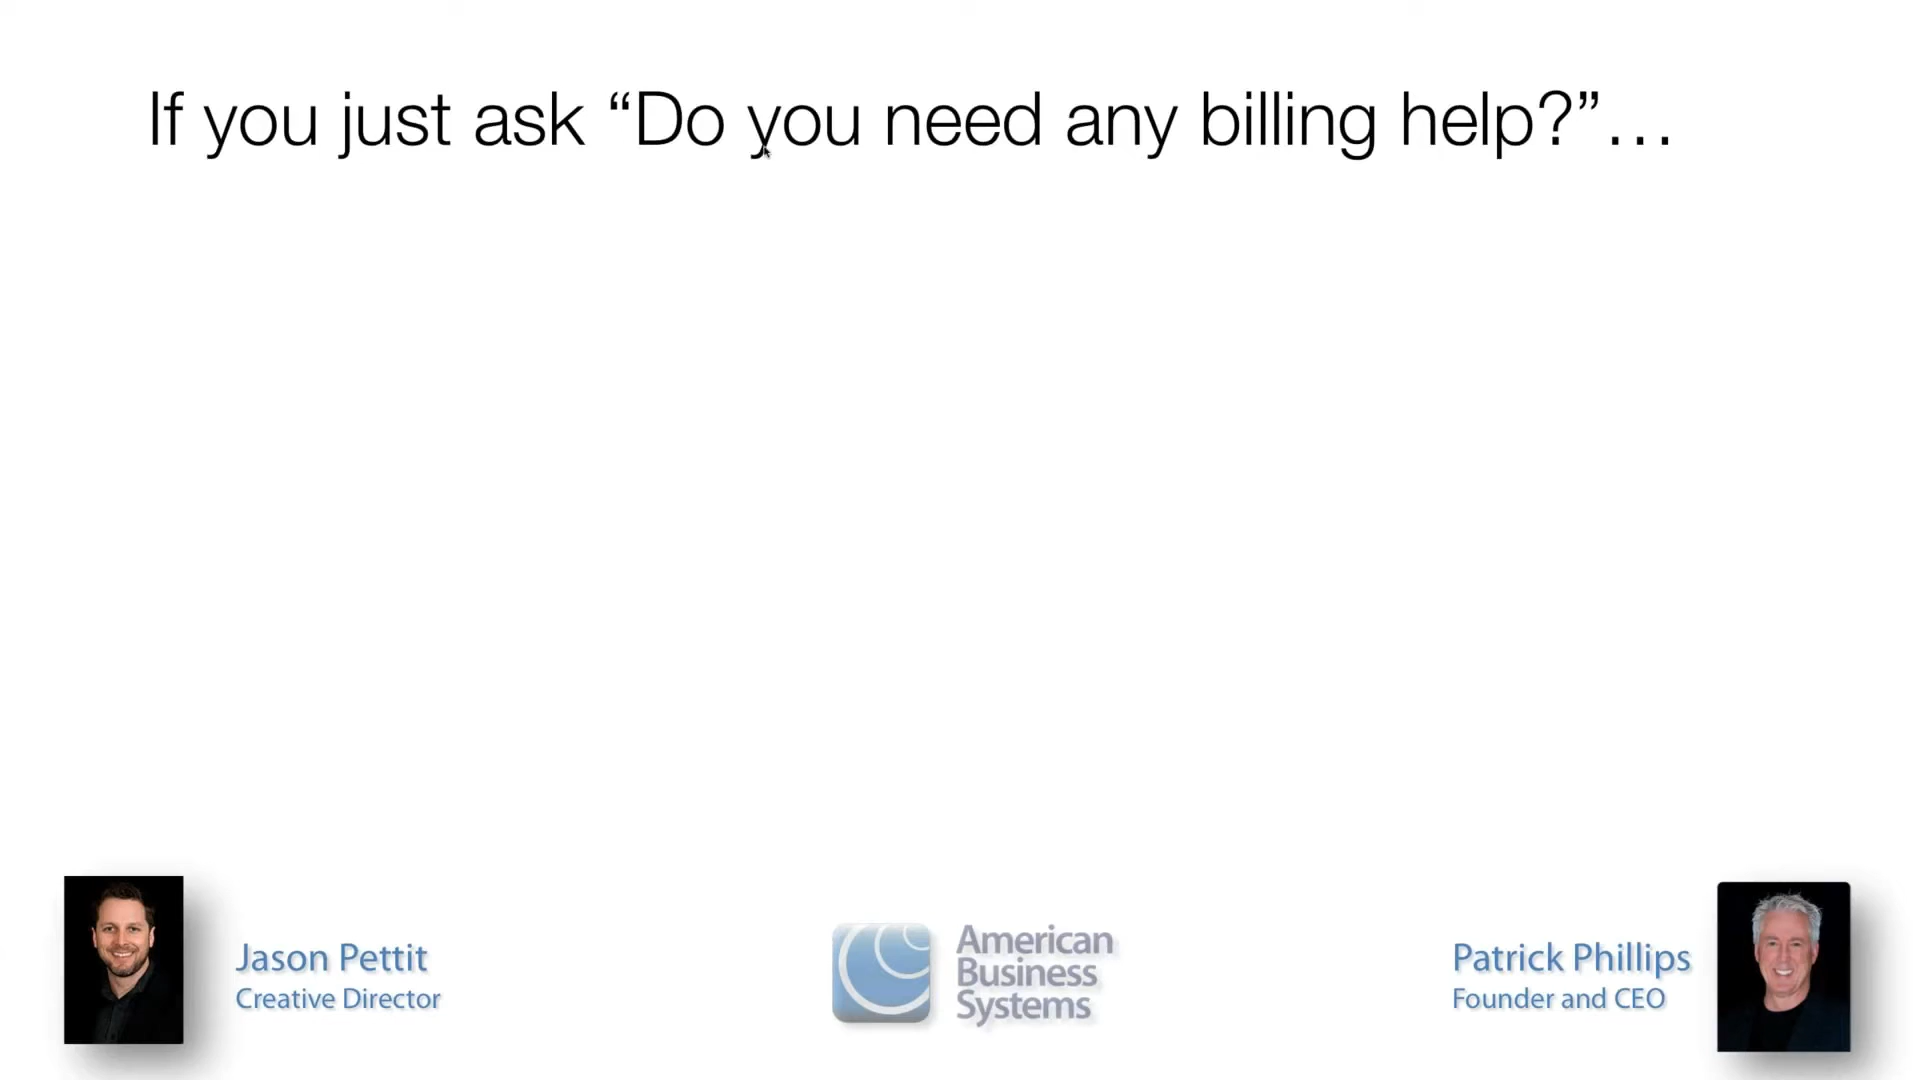 If you just ask “Do you need any billing help?”…
Jason Pettit
Creative Director
American
Business
Systems
Patrick Phillips
Founder and CEO